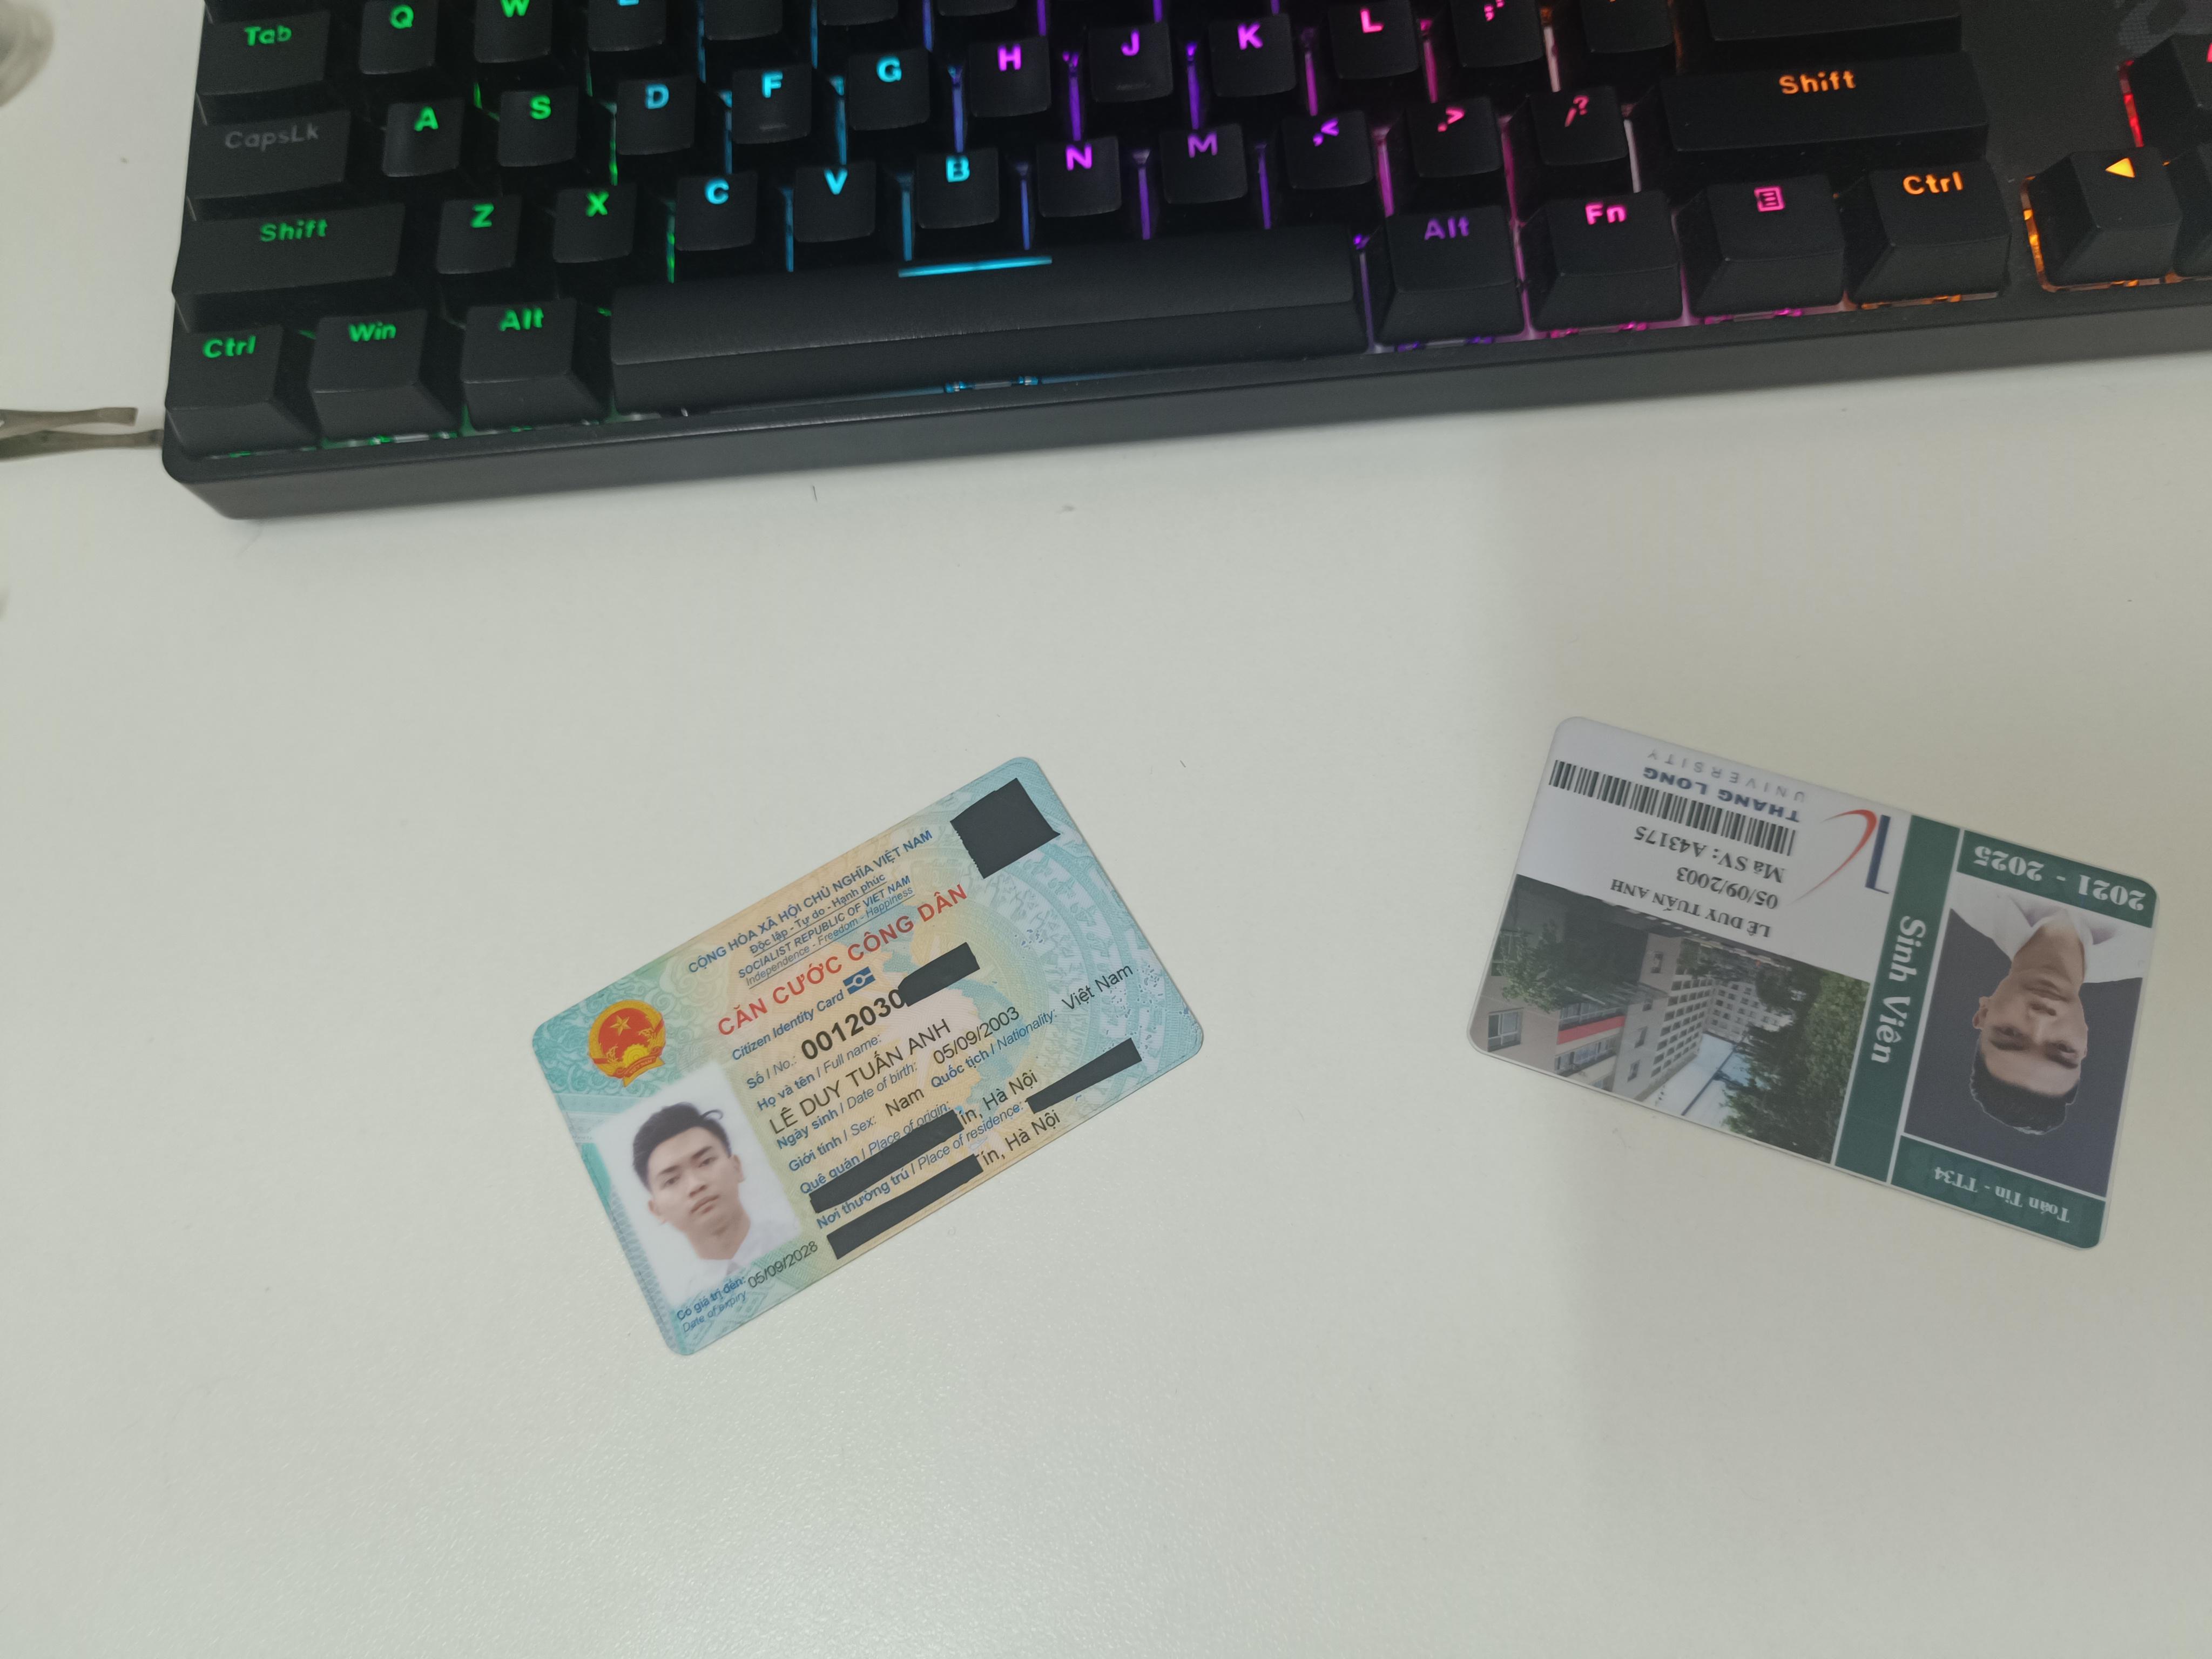 Tab Q W
CapsLk A S D F G H J K L ;:
Shift Z X C V B N M ,< .> /? Shift
Ctrl Win Alt Alt Fn Ctrl
CỘNG HÒA XÃ HỘI CHỦ NGHĨA VIỆT NAM
Độc lập - Tự do - Hạnh phúc
SOCIALIST REPUBLIC OF VIET NAM
Independence - Freedom - Happiness
CĂN CƯỚC CÔNG DÂN
Citizen Identity Card
Số / No.: 0012030
Họ và tên / Full name:
LÊ DUY TUẤN ANH
Ngày sinh / Date of birth: 05/09/2003
Giới tính / Sex: Nam Quốc tịch / Nationality: Việt Nam
Quê quán / Place of origin:
ín, Hà Nội
Nơi thường trú / Place of residence:
ín, Hà Nội
Có giá trị đến: 05/09/2028
Date of expiry
2021 - 2025
Toán Tin - TT34
Sinh Viên
LÊ DUY TUẤN ANH
05/09/2003
Mã SV: A43175
THANG LONG
UNIVERSITY